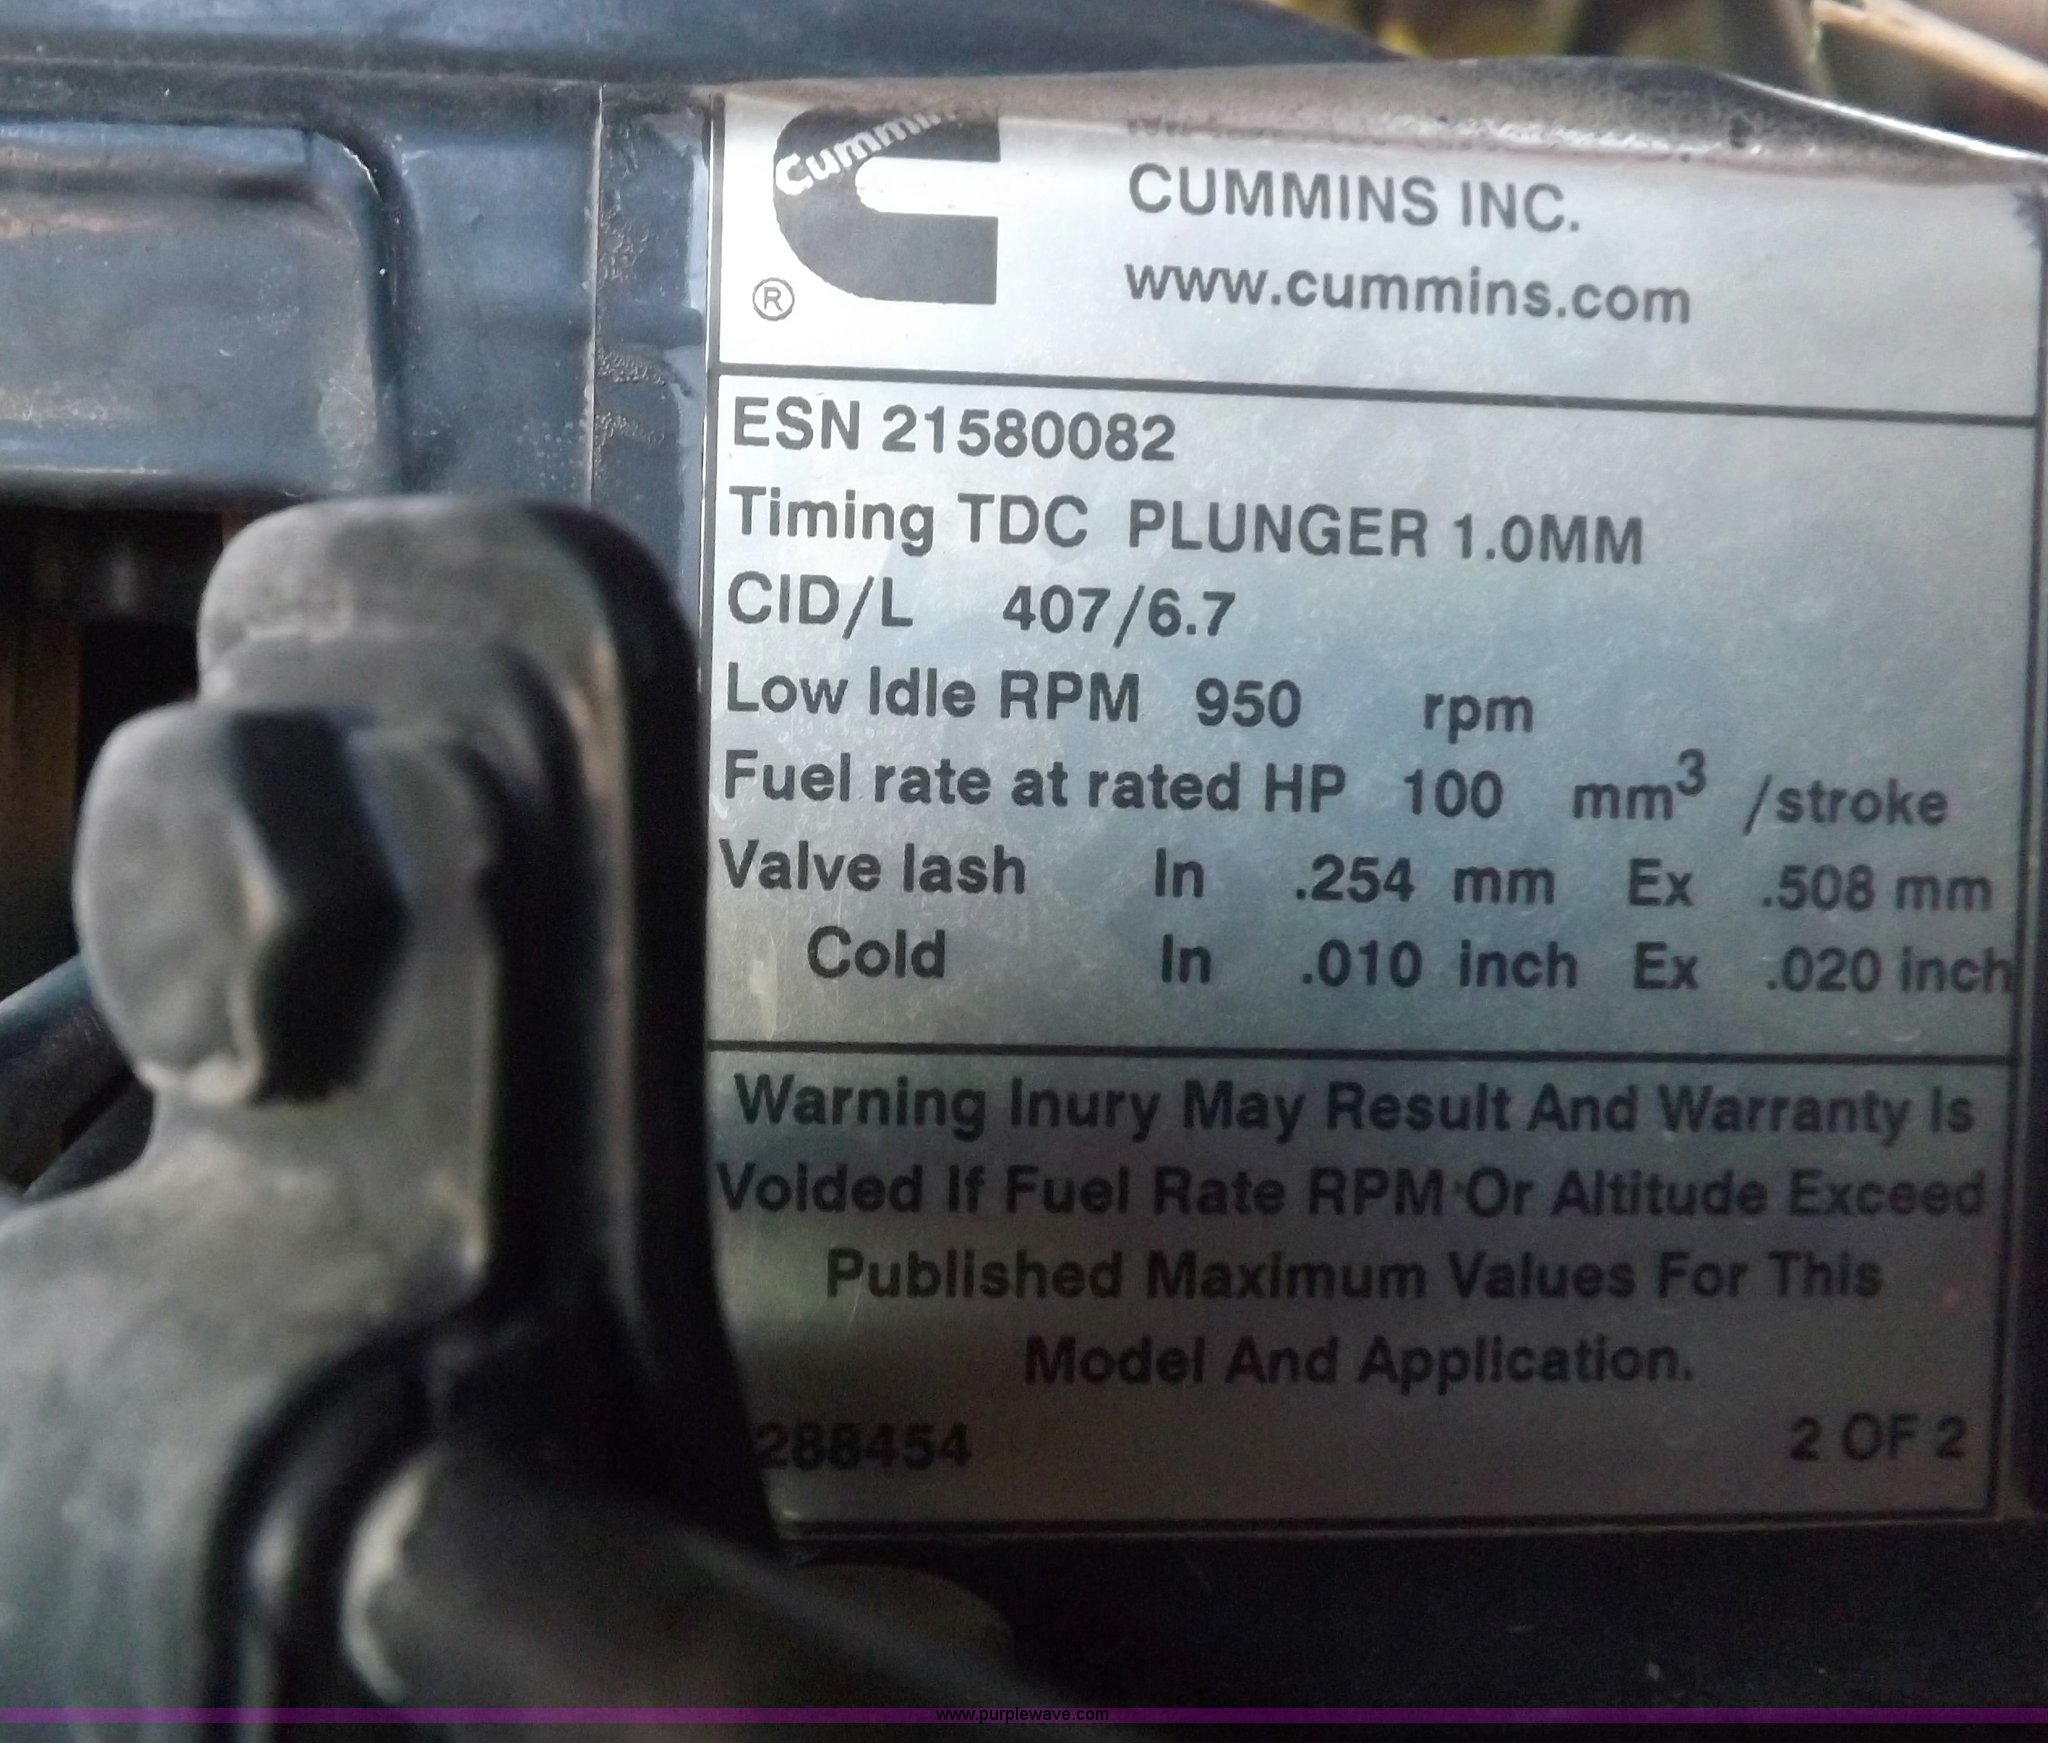 Cummins
®
CUMMINS INC.
www.cummins.com
ESN 21580082
Timing TDC PLUNGER 1.0MM
CID/L 407/6.7
Low Idle RPM 950 rpm
Fuel rate at rated HP 100 mm³ /stroke
Valve lash In .254 mm Ex .508 mm
Cold In .010 inch Ex .020 inch
Warning Inury May Result And Warranty Is
Voided If Fuel Rate RPM Or Altitude Exceed
Published Maximum Values For This
Model And Application.
288454
2 OF 2
www.purplewave.com